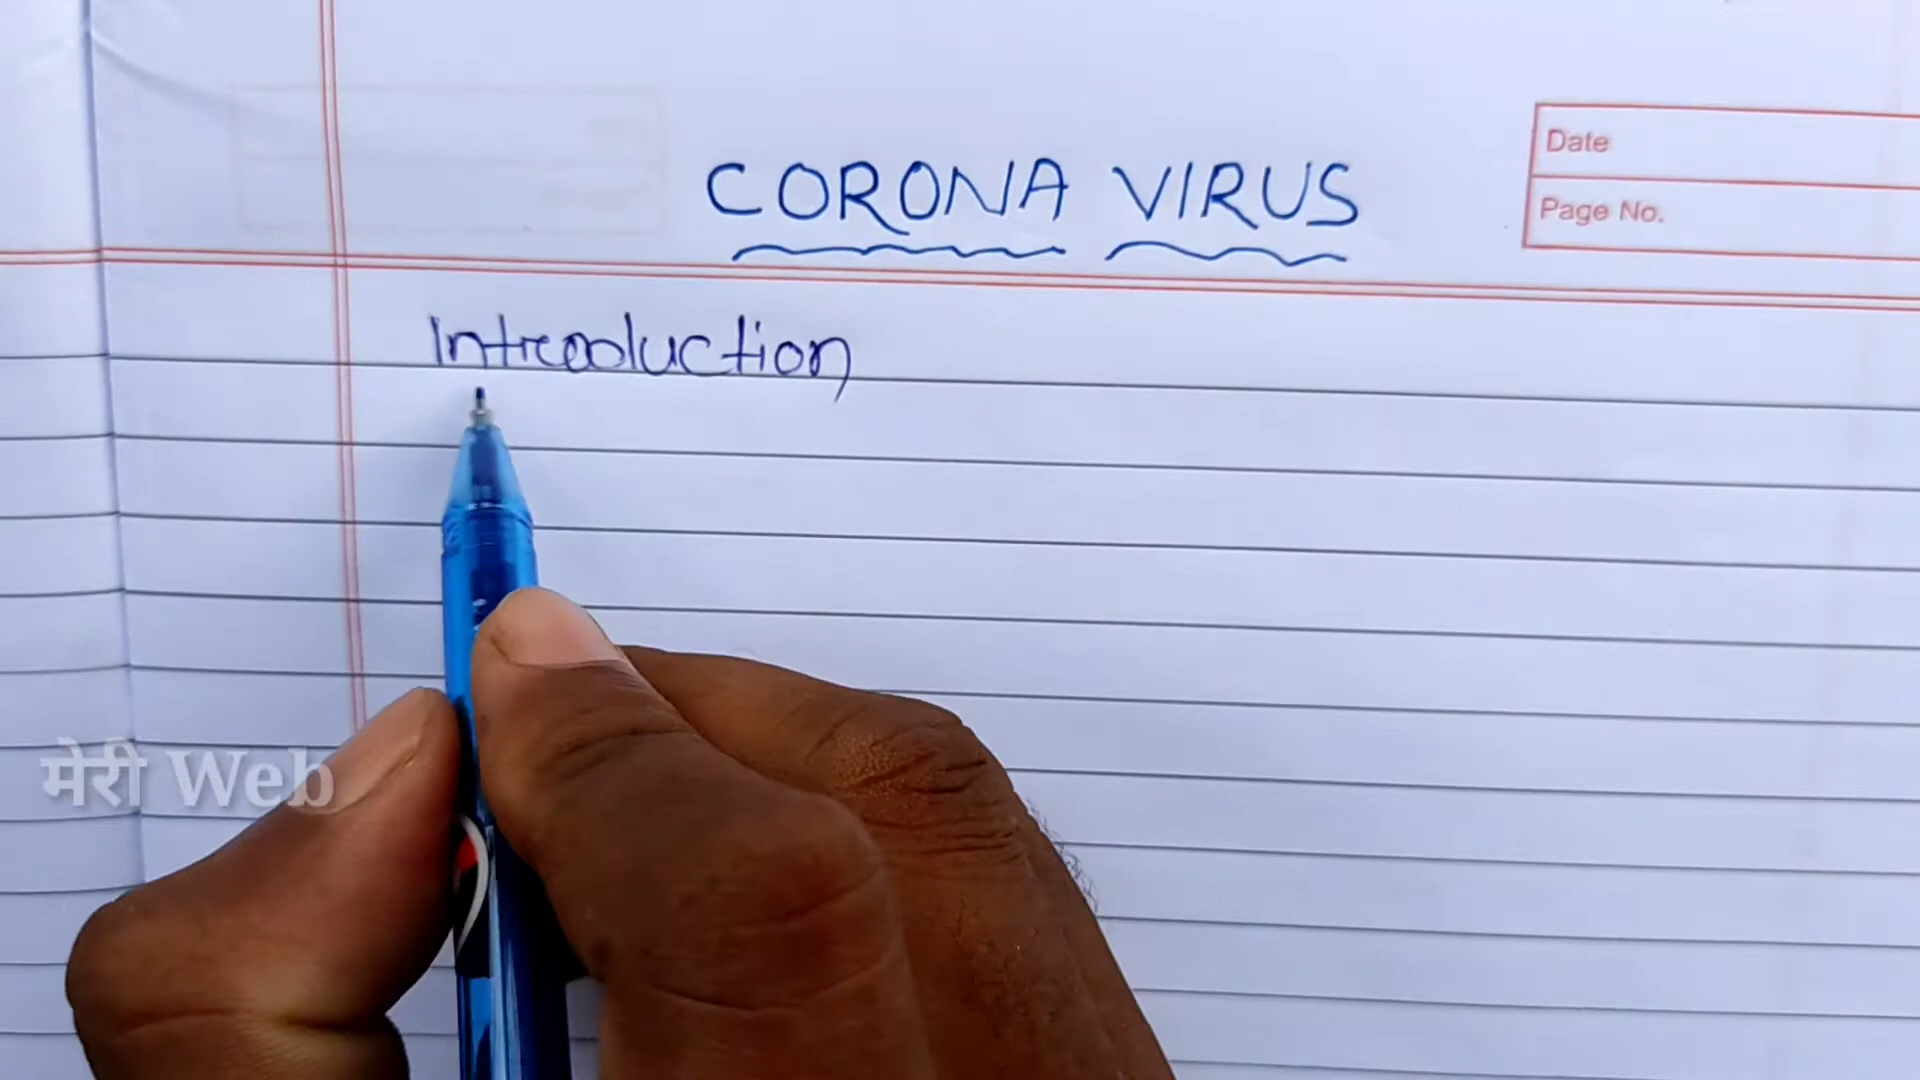 CORONA VIRUS
Date
Page No.
Introduction
मेरी Web